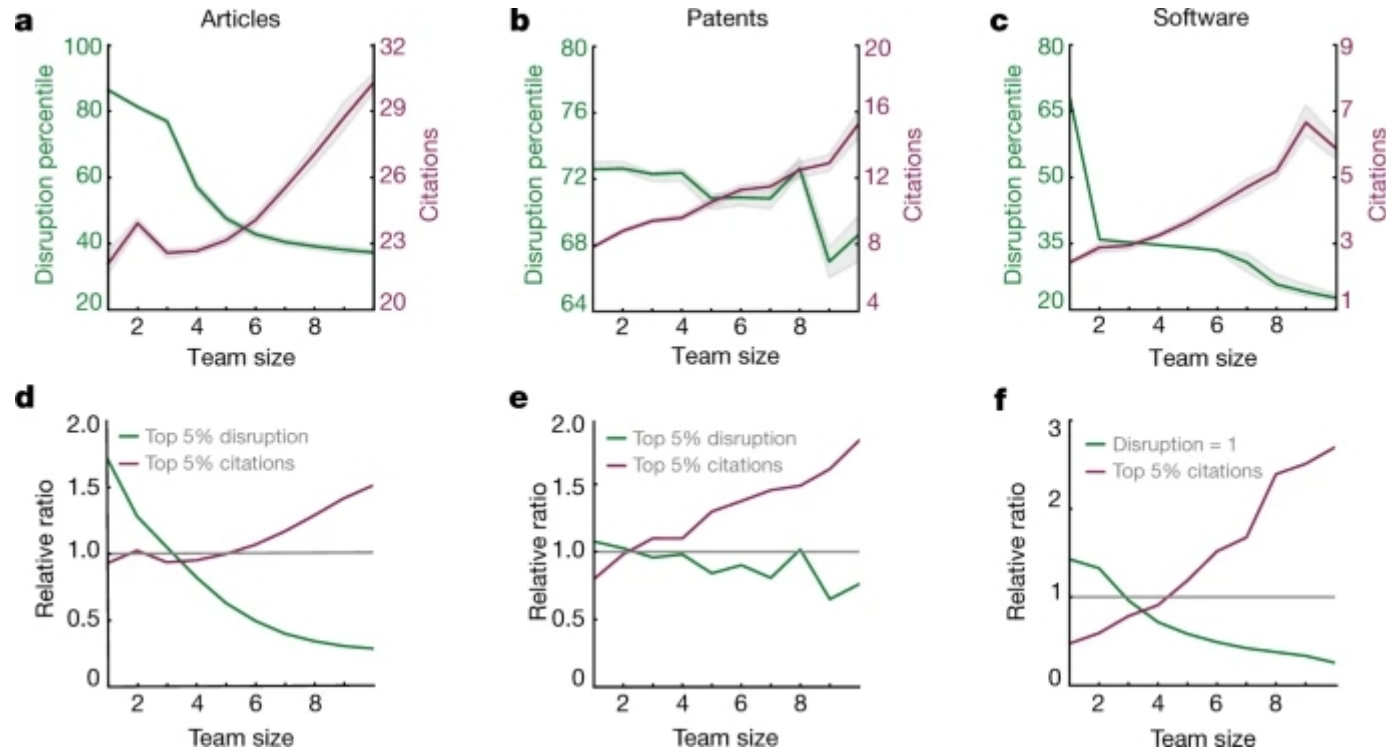 a Articles
b Patents
c Software
100
80
60
40
20
Disruption percentile
32
29
26
23
20
Citations
2 4 6 8
Team size
80
76
72
68
64
Disruption percentile
20
16
12
8
4
Citations
2 4 6 8
Team size
80
65
50
35
20
Disruption percentile
9
7
5
3
1
Citations
2 4 6 8
Team size
d
2.0
1.5
1.0
0.5
0
Relative ratio
Top 5% disruption
Top 5% citations
2 4 6 8
Team size
e
2.0
1.5
1.0
0.5
0
Relative ratio
Top 5% disruption
Top 5% citations
2 4 6 8
Team size
f
3
2
1
0
Relative ratio
Disruption = 1
Top 5% citations
2 4 6 8
Team size